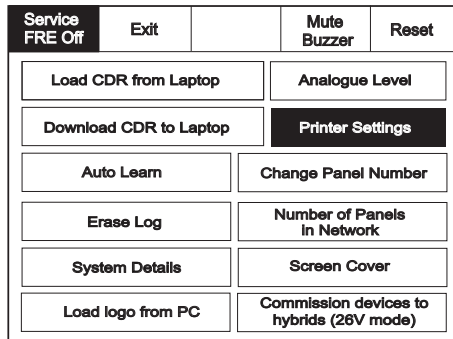 Service
FRE Off
Exit
Mute
Buzzer
Reset
Load CDR from Laptop
Analogue Level
Download CDR to Laptop
Printer Settings
Auto Learn
Change Panel Number
Erase Log
Number of Panels
in Network
System Details
Screen Cover
Load logo from PC
Commission devices to
hybrids (26V mode)